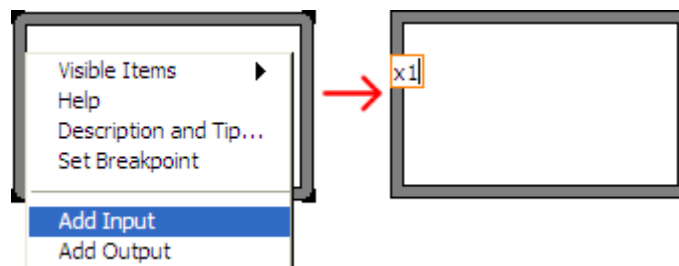 Visible Items
Help
Description and Tip...
Set Breakpoint
Add Input
Add Output
x1